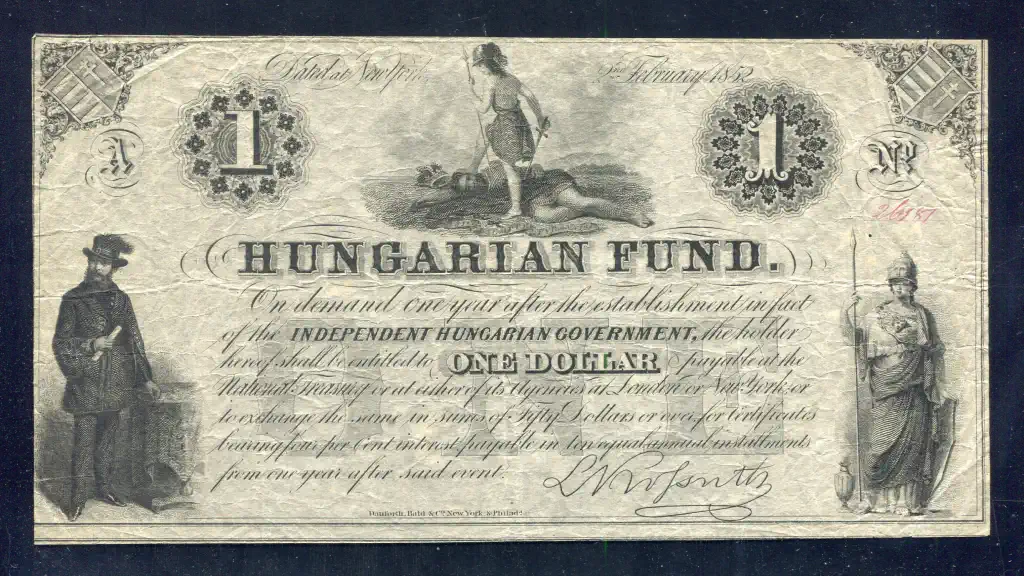 Dated at New York 2nd February 1852
1 1
A No
HUNGARIAN FUND.
On demand one year after the establishment in fact
of the INDEPENDENT HUNGARIAN GOVERNMENT, the holder
hereof shall be entitled to ONE DOLLAR payable at the
National Treasury or at either of its Agencies at London or New York, or
to exchange the same in sums of Fifty Dollars or over, for Certificates
bearing four per Cent interest, payable in ten equal annual installments
from one year after said event.
L Kossuth
Danforth, Bald & Co. New York & Philada.